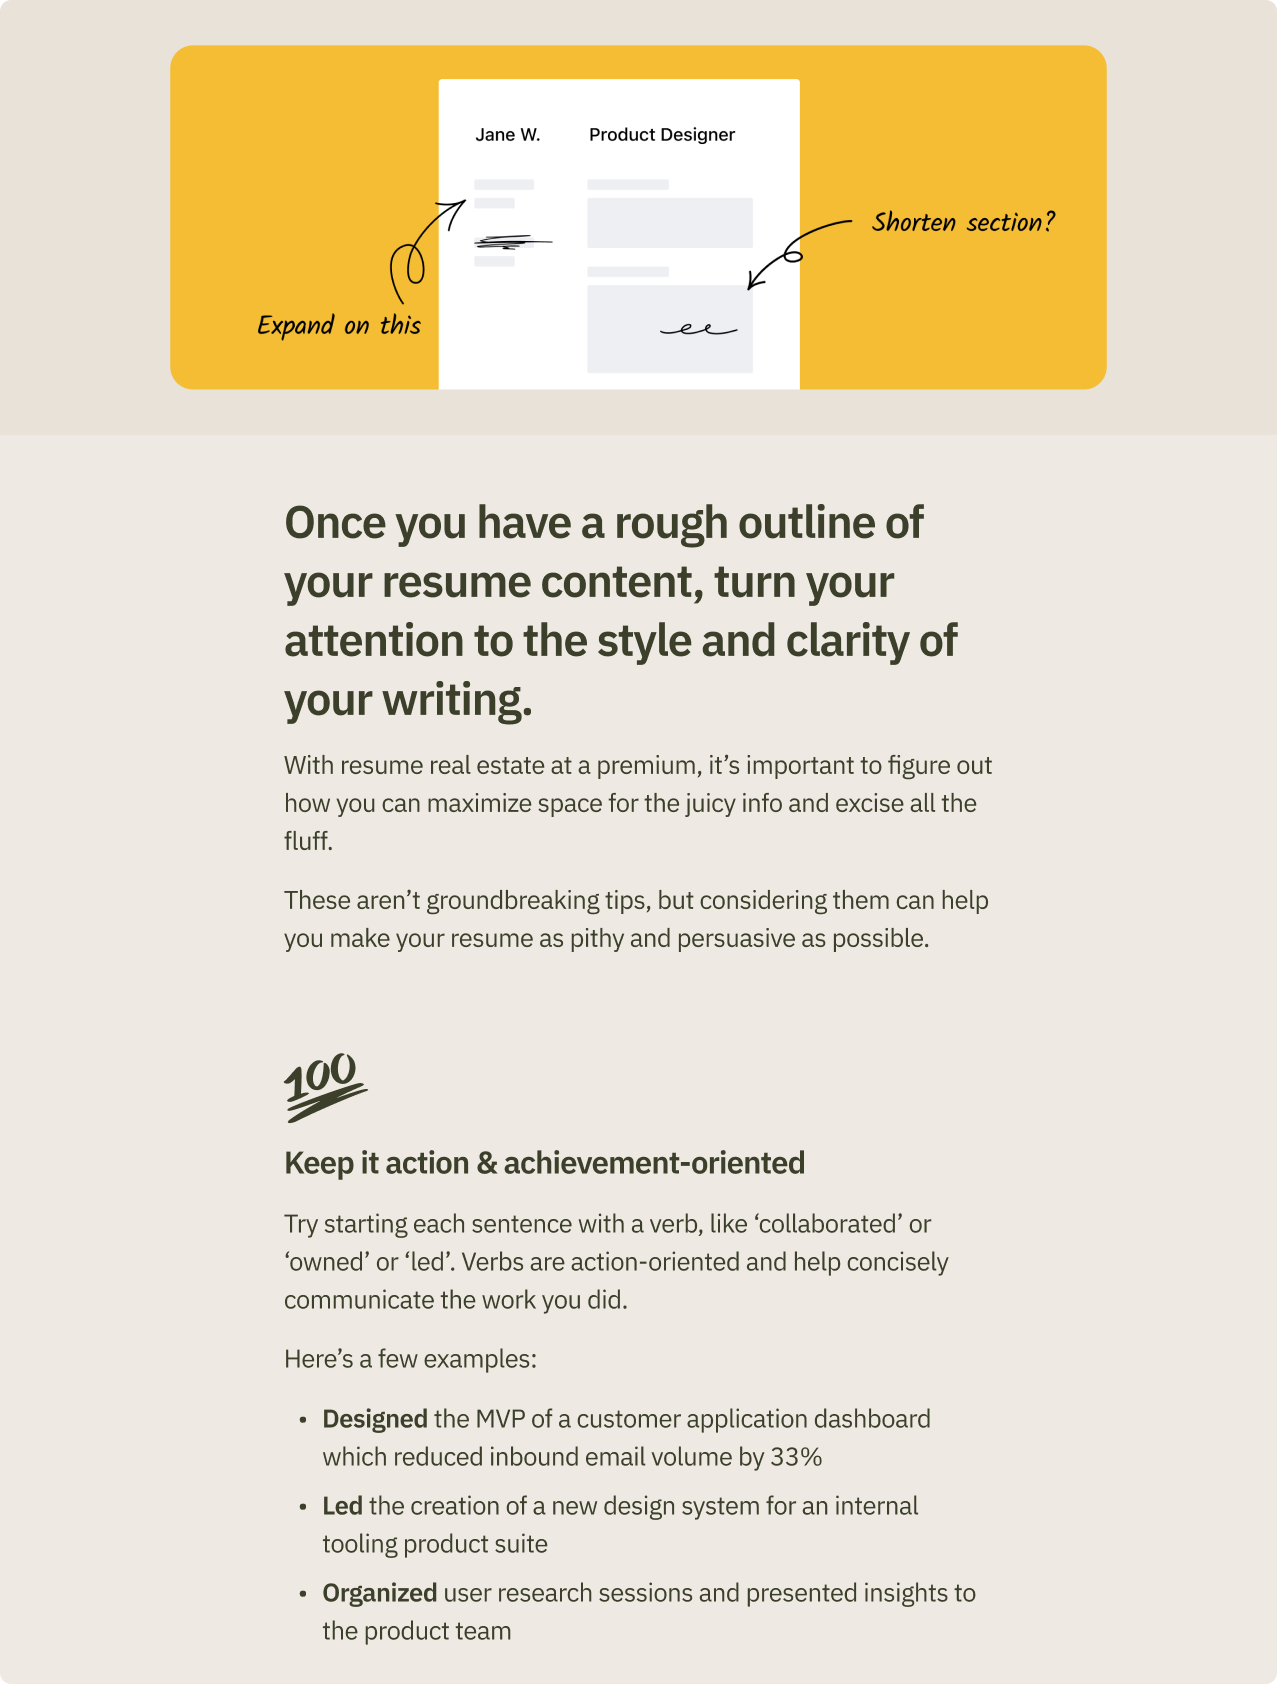 Jane W.
Product Designer
Shorten section?
Expand on this
Once you have a rough outline of
your resume content, turn your
attention to the style and clarity of
your writing.
With resume real estate at a premium, it’s important to figure out
how you can maximize space for the juicy info and excise all the
fluff.
These aren’t groundbreaking tips, but considering them can help
you make your resume as pithy and persuasive as possible.
100
Keep it action & achievement-oriented
Try starting each sentence with a verb, like ‘collaborated’ or
‘owned’ or ‘led’. Verbs are action-oriented and help concisely
communicate the work you did.
Here’s a few examples:
• Designed the MVP of a customer application dashboard
which reduced inbound email volume by 33%
• Led the creation of a new design system for an internal
tooling product suite
• Organized user research sessions and presented insights to
the product team